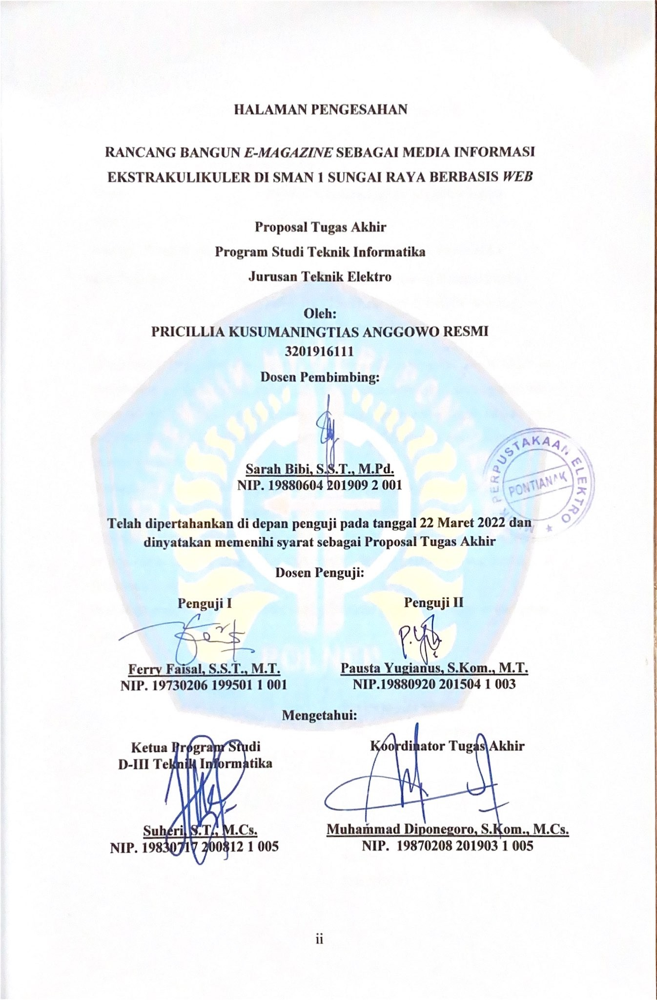 HALAMAN PENGESAHAN
RANCANG BANGUN E-MAGAZINE SEBAGAI MEDIA INFORMASI
EKSTRAKULIKULER DI SMAN 1 SUNGAI RAYA BERBASIS WEB
Proposal Tugas Akhir
Program Studi Teknik Informatika
Jurusan Teknik Elektro
Oleh:
PRICILLIA KUSUMANINGTIAS ANGGOWO RESMI
3201916111
Dosen Pembimbing:
Sarah Bibi, S.S.T., M.Pd.
NIP. 19880604 201909 2 001
PERPUSTAKAAN ELEKTRO
PONTIANAK
Telah dipertahankan di depan penguji pada tanggal 22 Maret 2022 dan
dinyatakan memenihi syarat sebagai Proposal Tugas Akhir
Dosen Penguji:
Penguji I
Penguji II
Ferry Faisal, S.S.T., M.T.
Pausta Yugianus, S.Kom., M.T.
NIP. 19730206 199501 1 001
NIP.19880920 201504 1 003
POLNEP
Mengetahui:
Ketua Program Studi
D-III Teknik Informatika
Koordinator Tugas Akhir
Suheri, S.T., M.Cs.
Muhammad Diponegoro, S.Kom., M.Cs.
NIP. 19830717 200812 1 005
NIP. 19870208 201903 1 005
ii